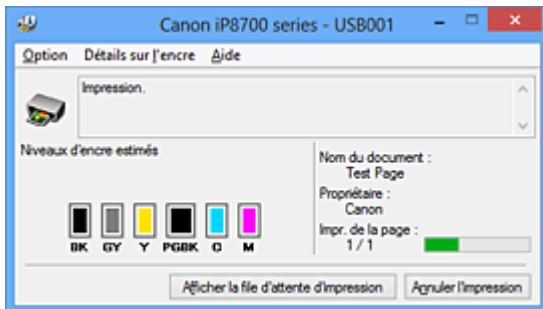 Canon iP8700 series - USB001
Option Détails sur l'encre Aide
Impression.
Niveaux d'encre estimés
BK GY Y PGBK C M
Nom du document :
Test Page
Propriétaire :
Canon
Impr. de la page :
1 / 1
Afficher la file d'attente d'impression Annuler l'impression